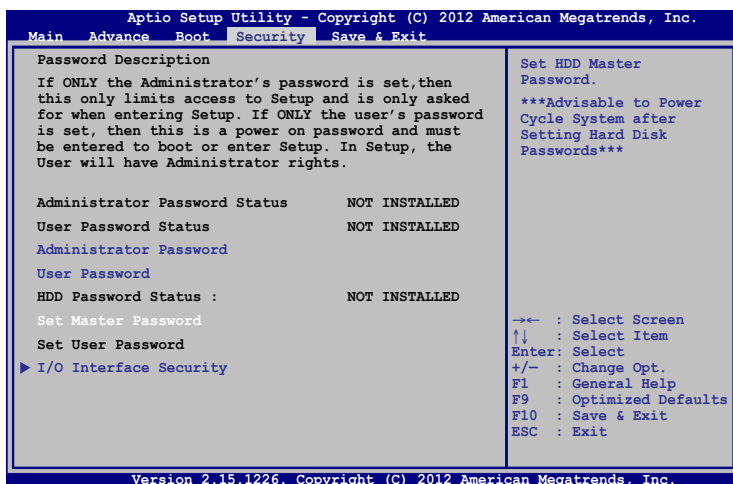 Aptio Setup Utility - Copyright (C) 2012 American Megatrends, Inc.
Main Advance Boot Security Save & Exit
Password Description
If ONLY the Administrator's password is set,then
this only limits access to Setup and is only asked
for when entering Setup. If ONLY the user's password
is set, then this is a power on password and must
be entered to boot or enter Setup. In Setup, the
User will have Administrator rights.
Administrator Password Status NOT INSTALLED
User Password Status NOT INSTALLED
Administrator Password
User Password
HDD Password Status : NOT INSTALLED
Set Master Password
Set User Password
▶ I/O Interface Security
Set HDD Master
Password.
***Advisable to Power
Cycle System after
Setting Hard Disk
Passwords***
→← : Select Screen
↑↓ : Select Item
Enter: Select
+/— : Change Opt.
F1 : General Help
F9 : Optimized Defaults
F10 : Save & Exit
ESC : Exit
Version 2.15.1226. Copyright (C) 2012 American Megatrends, Inc.